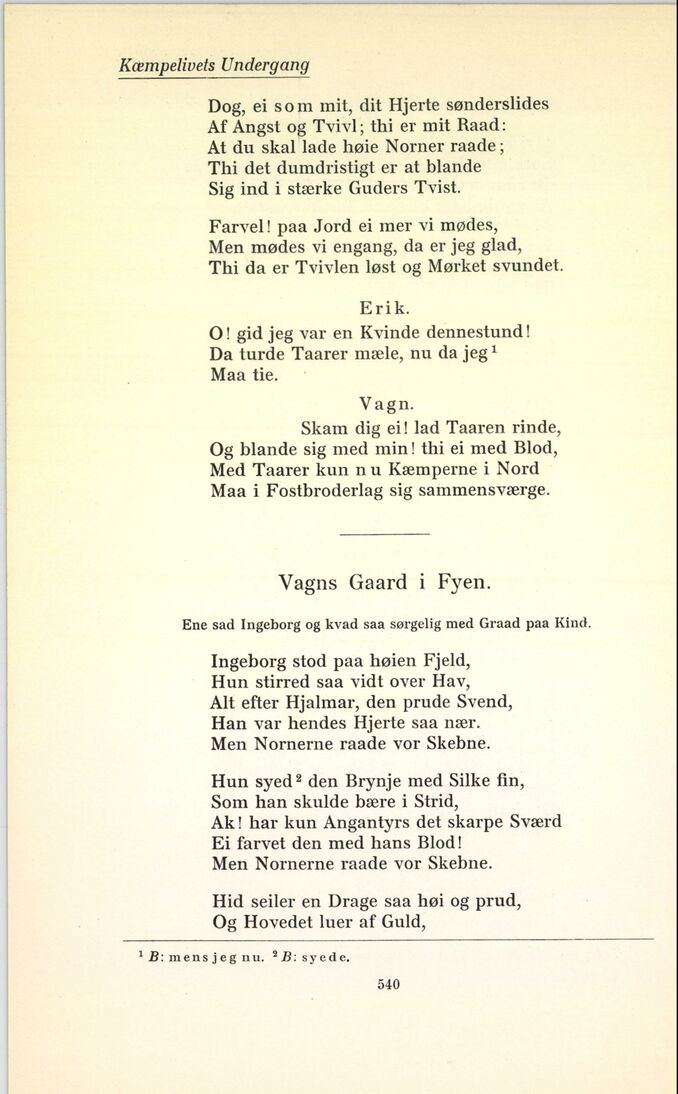 Kæmpelivets Undergang
Dog, ei som mit, dit Hjerte sønderslides
Af Angst og Tvivl; thi er mit Raad:
At du skal lade høie Norner raade;
Thi det dumdristigt er at blande
Sig ind i stærke Guders Tvist.
Farvel! paa Jord ei mer vi mødes,
Men mødes vi engang, da er jeg glad,
Thi da er Tvivlen løst og Mørket svundet.
Erik.
O! gid jeg var en Kvinde dennestund!
Da turde Taarer mæle, nu da jeg¹
Maa tie.
Vagn.
Skam dig ei! lad Taaren rinde,
Og blande sig med min! thi ei med Blod,
Med Taarer kun nu Kæmperne i Nord
Maa i Fostbroderlag sig sammensværge.
Vagns Gaard i Fyen.
Ene sad Ingeborg og kvad saa sørgelig med Graad paa Kind.
Ingeborg stod paa høien Fjeld,
Hun stirred saa vidt over Hav,
Alt efter Hjalmar, den prude Svend,
Han var hendes Hjerte saa nær.
Men Nornerne raade vor Skebne.
Hun syed² den Brynje med Silke fin,
Som han skulde bære i Strid,
Ak! har kun Angantyrs det skarpe Sværd
Ei farvet den med hans Blod!
Men Nornerne raade vor Skebne.
Hid seiler en Drage saa høi og prud,
Og Hovedet luer af Guld,
¹ B: mens jeg nu. ² B: syede.
540